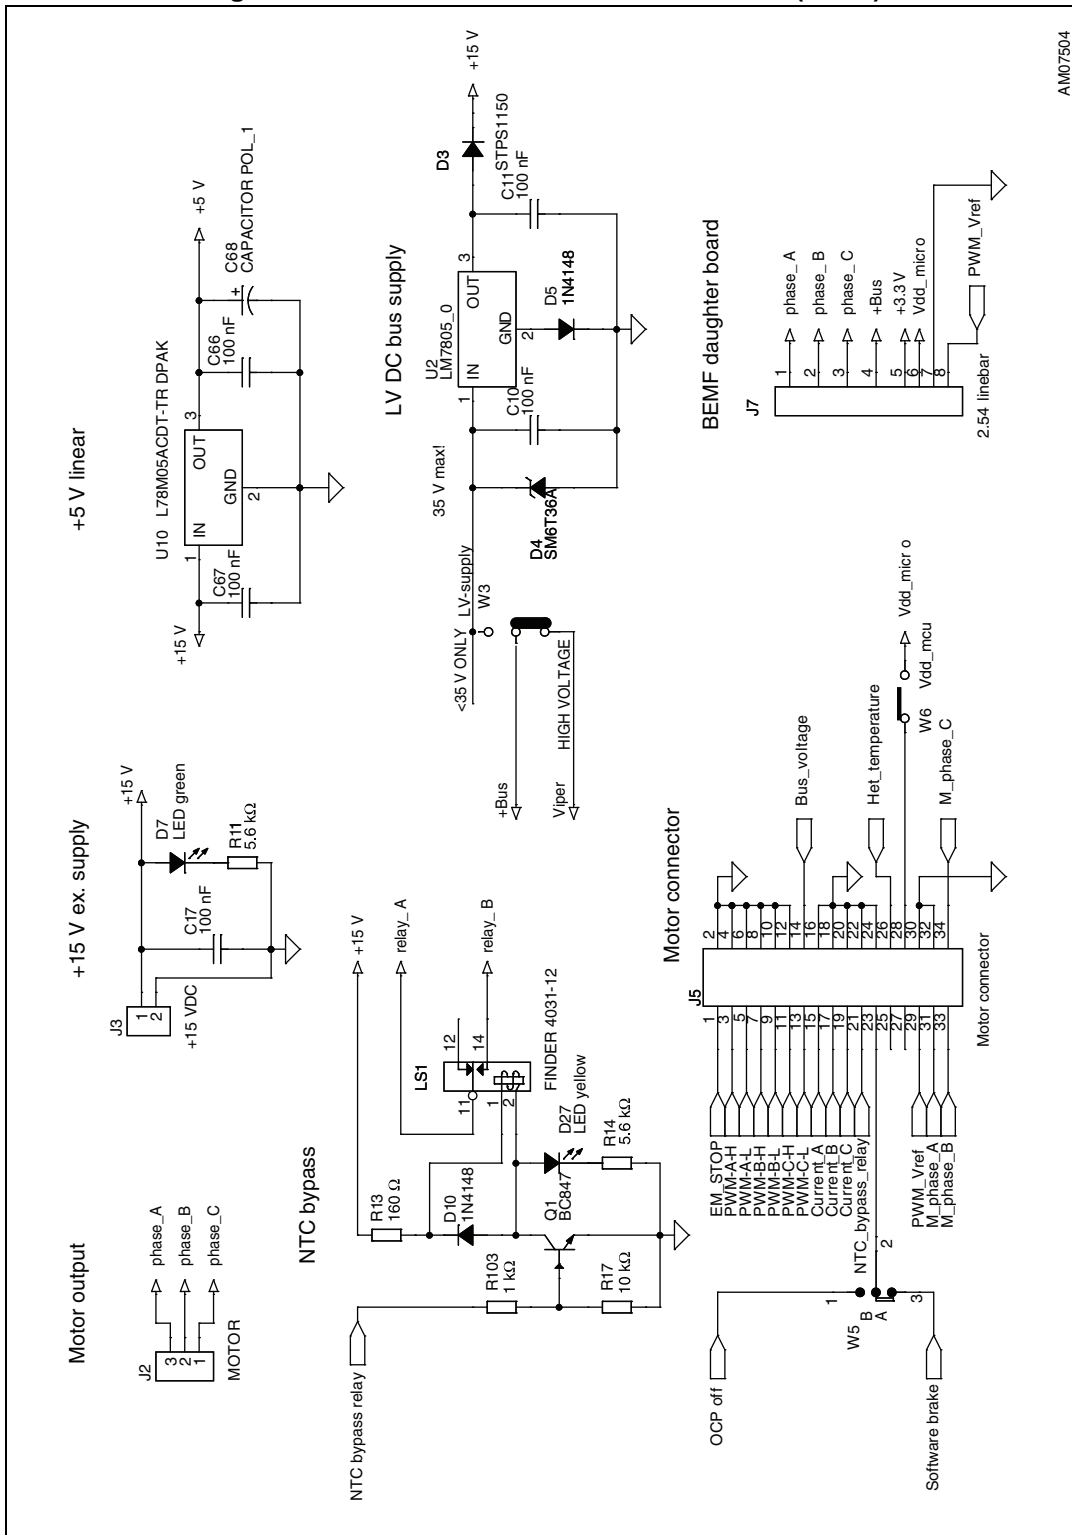 Motor output
J2
3
2
1
MOTOR
phase_A
phase_B
phase_C
+15 V ex. supply
J3
1
2
+15 VDC
C17
100 nF
D7
LED green
R11
5.6 kΩ
+15 V
+5 V linear
+15 V
C67
100 nF
U10 L78M05ACDT-TR DPAK
1
IN
OUT
GND
2
3
C66
100 nF
C68
CAPACITOR POL_1
+
+5 V
NTC bypass
NTC bypass relay
R103
1 kΩ
R17
10 kΩ
R13
160 Ω
D10
1N4148
Q1
BC847
D27
LED yellow
R14
5.6 kΩ
LS1
11
1
2
12
14
FINDER 4031-12
+15 V
relay_A
relay_B
LV DC bus supply
+Bus
Viper
HIGH VOLTAGE
<35 V ONLY
LV-supply
W3
35 V max!
D4
SM6T36A
C10
100 nF
U2
LM7805_0
1
IN
OUT
GND
2
3
D5
1N4148
C11
100 nF
D3
STPS1150
+15 V
Motor connector
OCP off
Software brake
W5
1
B
A
3
2
EM_STOP
PWM-A-H
PWM-A-L
PWM-B-H
PWM-B-L
PWM-C-H
PWM-C-L
Current_A
Current_B
Current_C
NTC_bypass_relay
PWM_Vref
M_phase_A
M_phase_B
J5
1
3
5
7
9
11
13
15
17
19
21
23
25
27
29
31
33
2
4
6
8
10
12
14
16
18
20
22
24
26
28
30
32
34
Motor connector
Bus_voltage
Het_temperature
M_phase_C
W6
Vdd_mcu
Vdd_micro
BEMF daughter board
J7
1
2
3
4
5
6
7
8
2.54 linebar
phase_A
phase_B
phase_C
+Bus
+3.3 V
Vdd_micro
PWM_Vref
AM07504